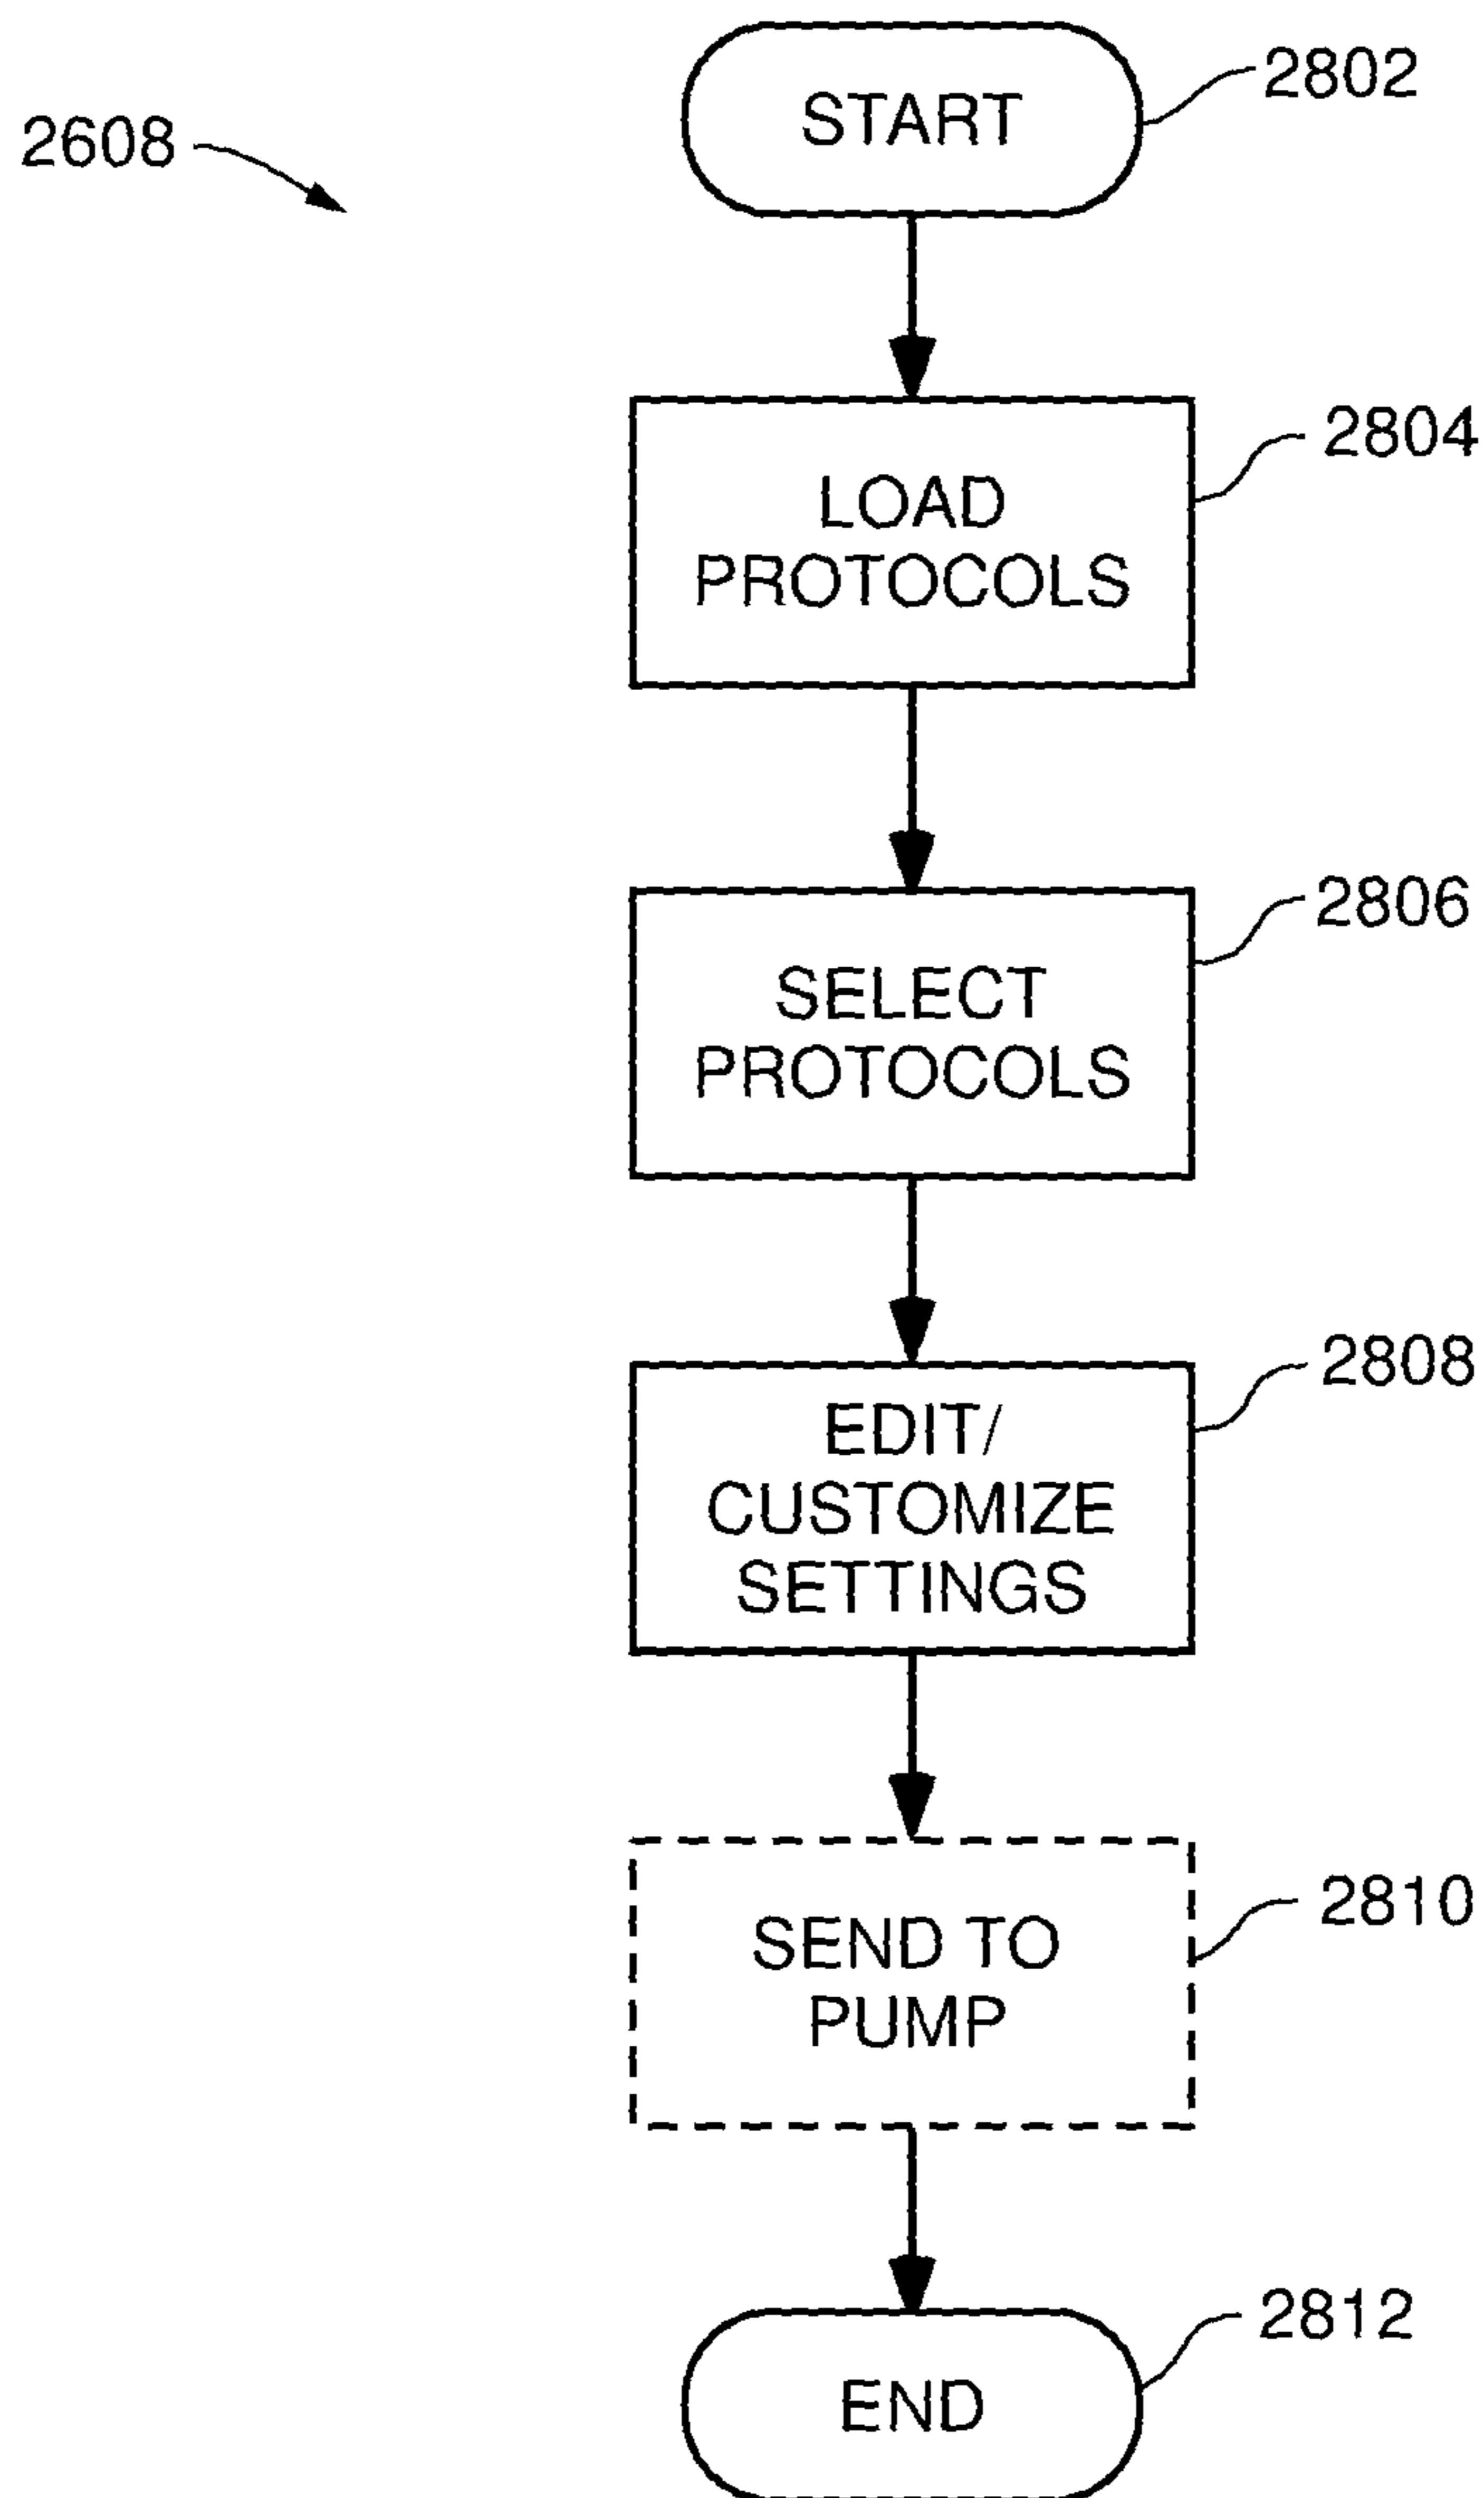 2608
START
2802
LOAD
PROTOCOLS
2804
SELECT
PROTOCOLS
2806
EDIT/
CUSTOMIZE
SETTINGS
2808
SEND TO
PUMP
2810
END
2812